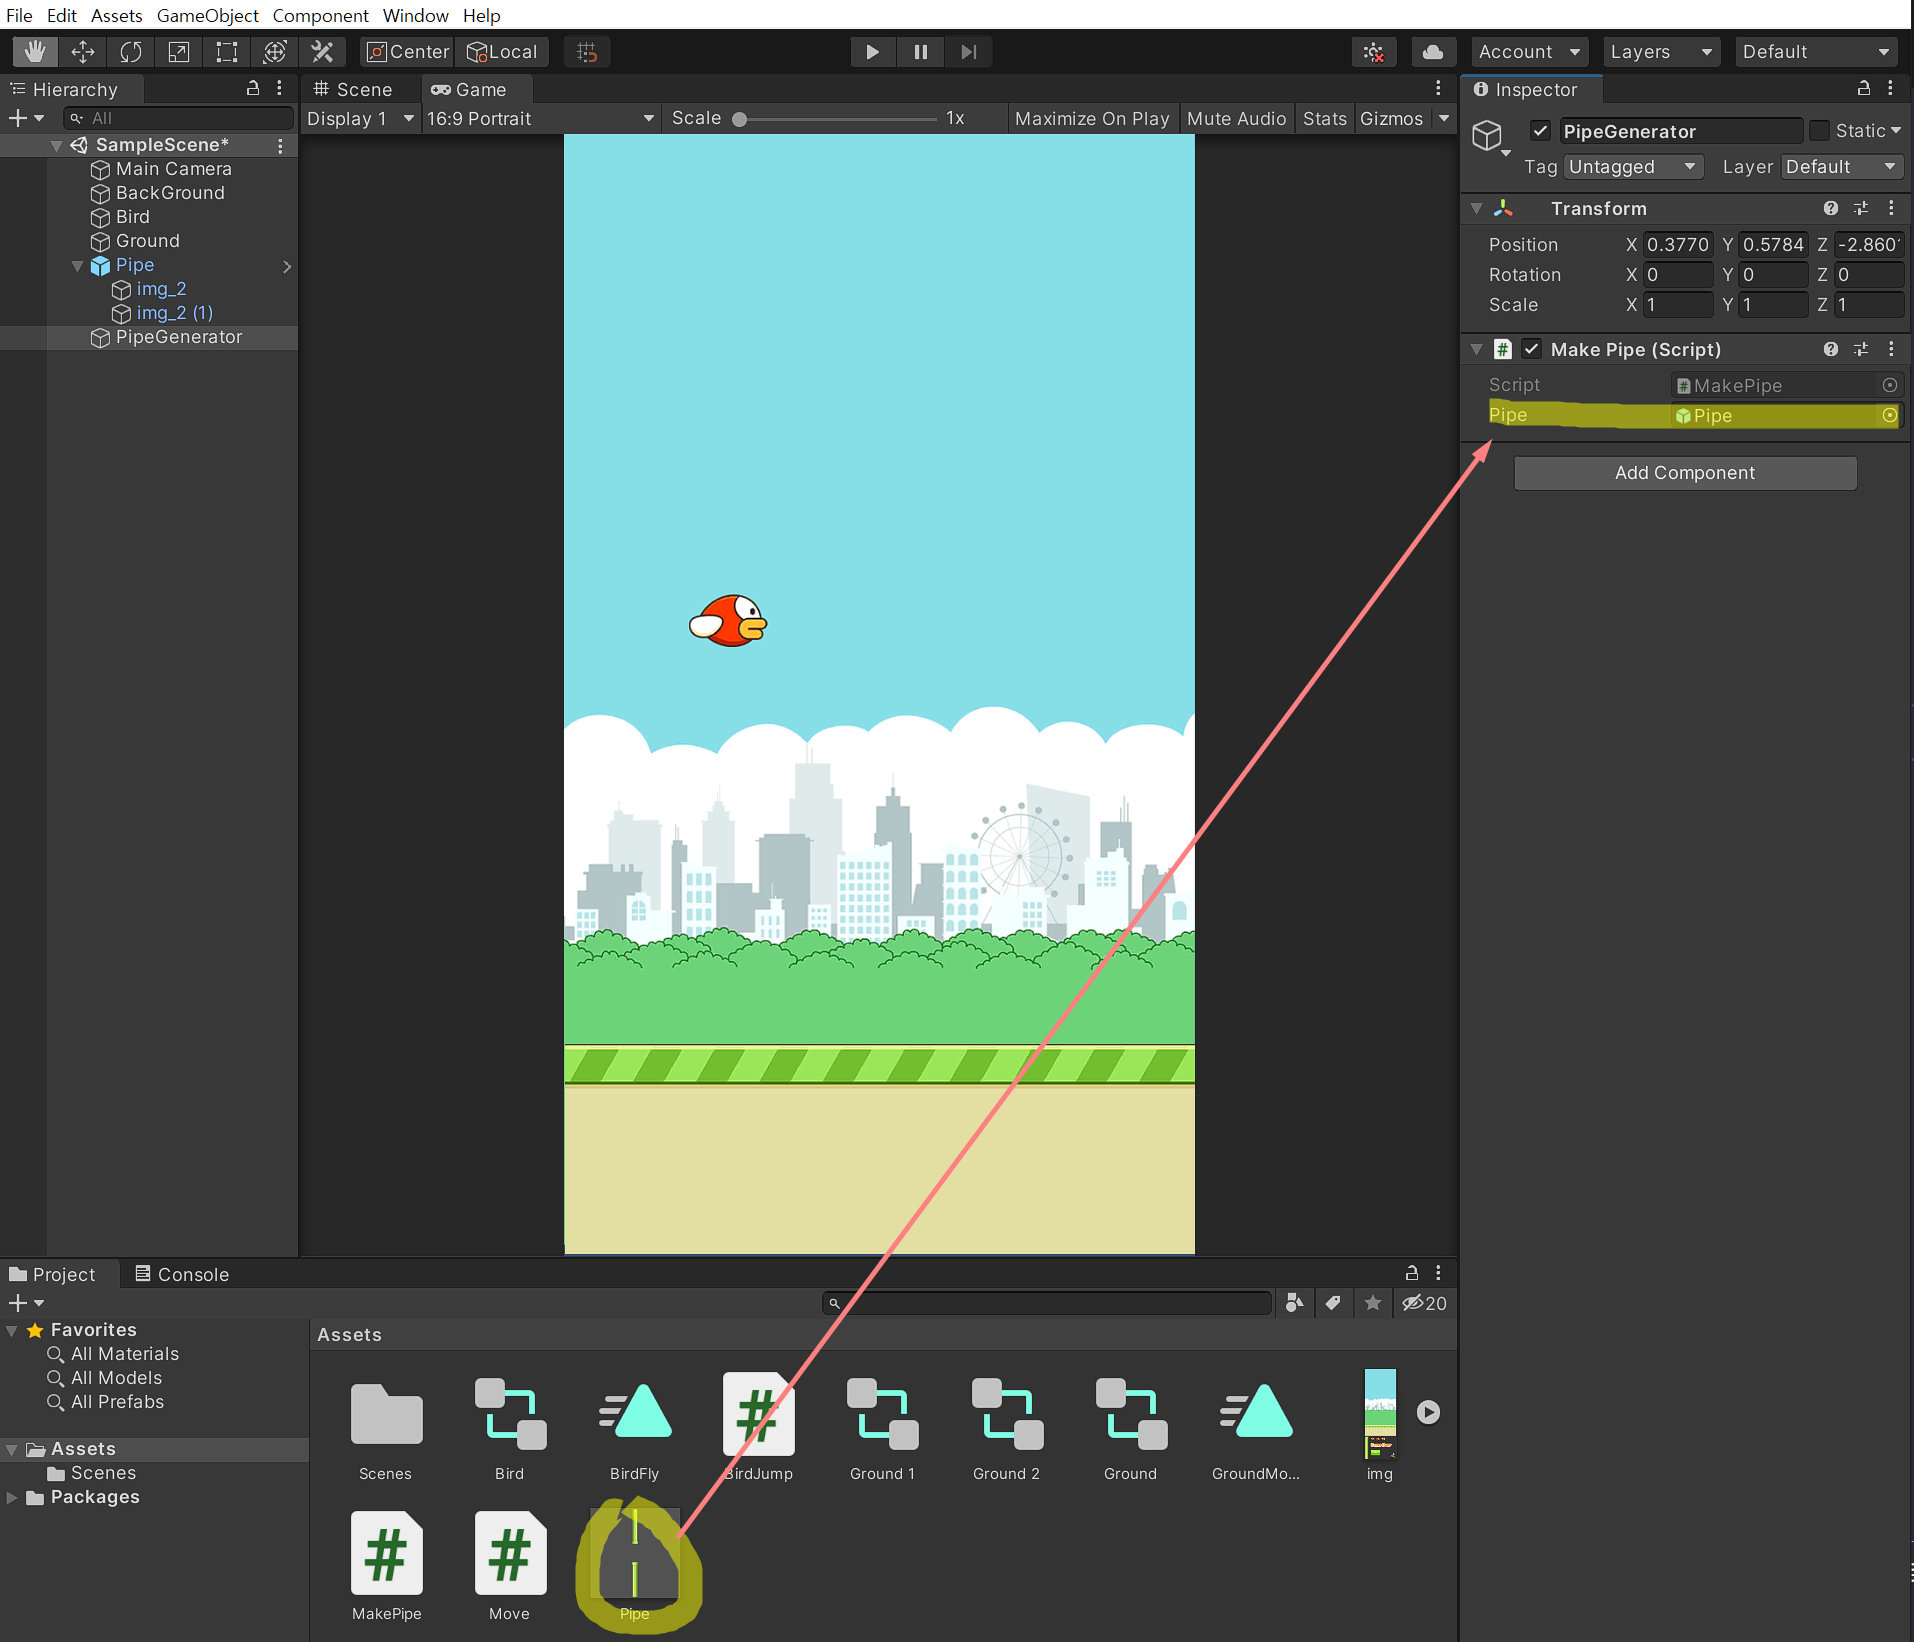 File Edit Assets GameObject Component Window Help
Center Local Account Layers Default
Hierarchy
All
SampleScene*
Main Camera
BackGround
Bird
Ground
Pipe
img_2
img_2 (1)
PipeGenerator
Scene Game
Display 1 16:9 Portrait Scale 1x Maximize On Play Mute Audio Stats Gizmos
Inspector
PipeGenerator Static
Tag Untagged Layer Default
Transform
Position X 0.3770 Y 0.5784 Z -2.860
Rotation X 0 Y 0 Z 0
Scale X 1 Y 1 Z 1
# Make Pipe (Script)
Script # MakePipe
Pipe Pipe
Add Component
Project Console
20
Favorites
All Materials
All Models
All Prefabs
Assets
Scenes
Packages
Assets
Scenes Bird BirdFly BirdJump Ground 1 Ground 2 Ground GroundMo... img
MakePipe Move Pipe